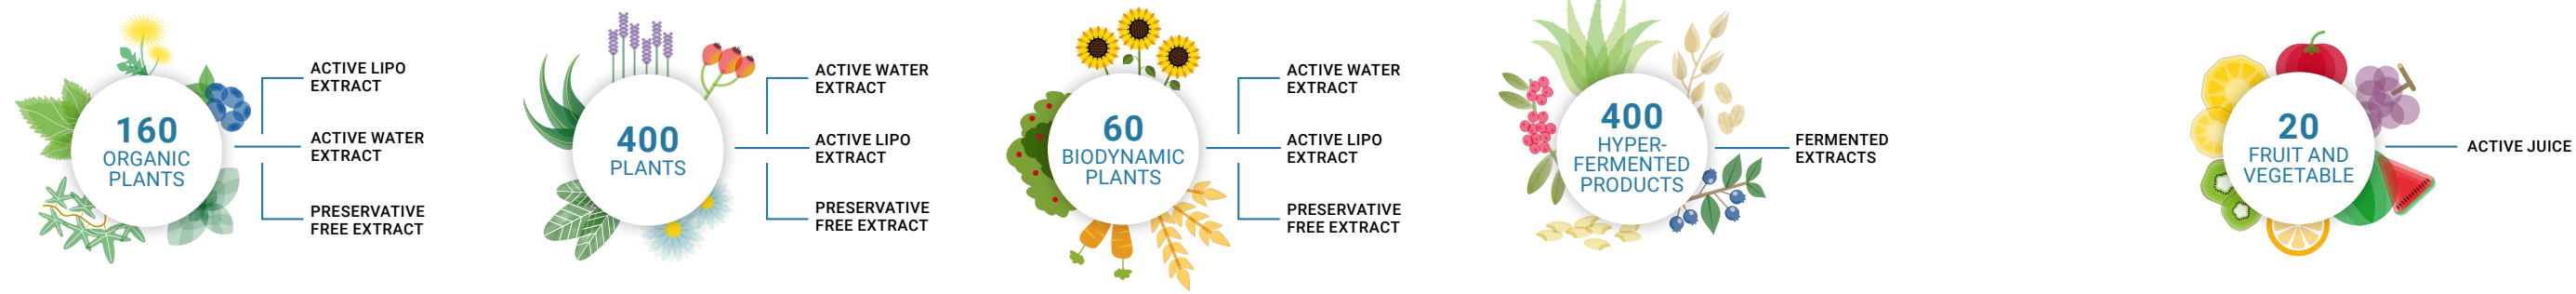 160
ORGANIC
PLANTS
ACTIVE LIPO
EXTRACT
ACTIVE WATER
EXTRACT
PRESERVATIVE
FREE EXTRACT
400
PLANTS
ACTIVE WATER
EXTRACT
ACTIVE LIPO
EXTRACT
PRESERVATIVE
FREE EXTRACT
60
BIODYNAMIC
PLANTS
ACTIVE WATER
EXTRACT
ACTIVE LIPO
EXTRACT
PRESERVATIVE
FREE EXTRACT
400
HYPER-
FERMENTED
PRODUCTS
FERMENTED
EXTRACTS
20
FRUIT AND
VEGETABLE
ACTIVE JUICE